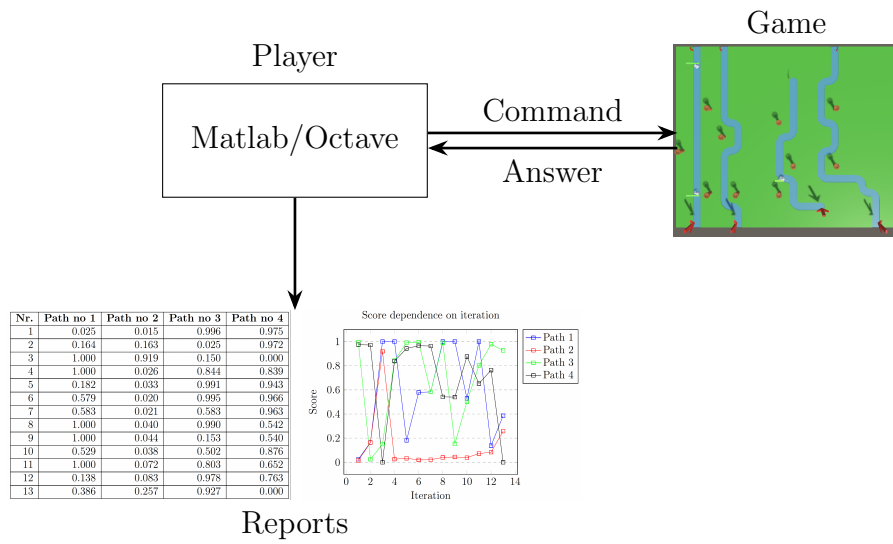 Game
Player
Matlab/Octave
Command
Answer
Nr. Path no 1 Path no 2 Path no 3 Path no 4
1 0.025 0.015 0.996 0.975
2 0.164 0.163 0.025 0.972
3 1.000 0.919 0.150 0.000
4 1.000 0.026 0.844 0.839
5 0.182 0.033 0.991 0.943
6 0.579 0.020 0.995 0.966
7 0.583 0.021 0.583 0.963
8 1.000 0.040 0.990 0.542
9 1.000 0.044 0.153 0.540
10 0.529 0.038 0.502 0.876
11 1.000 0.072 0.803 0.652
12 0.138 0.083 0.978 0.763
13 0.386 0.257 0.927 0.000
Score dependence on iteration
Score
1
0.8
0.6
0.4
0.2
0
0 2 4 6 8 10 12 14
Iteration
Path 1
Path 2
Path 3
Path 4
Reports